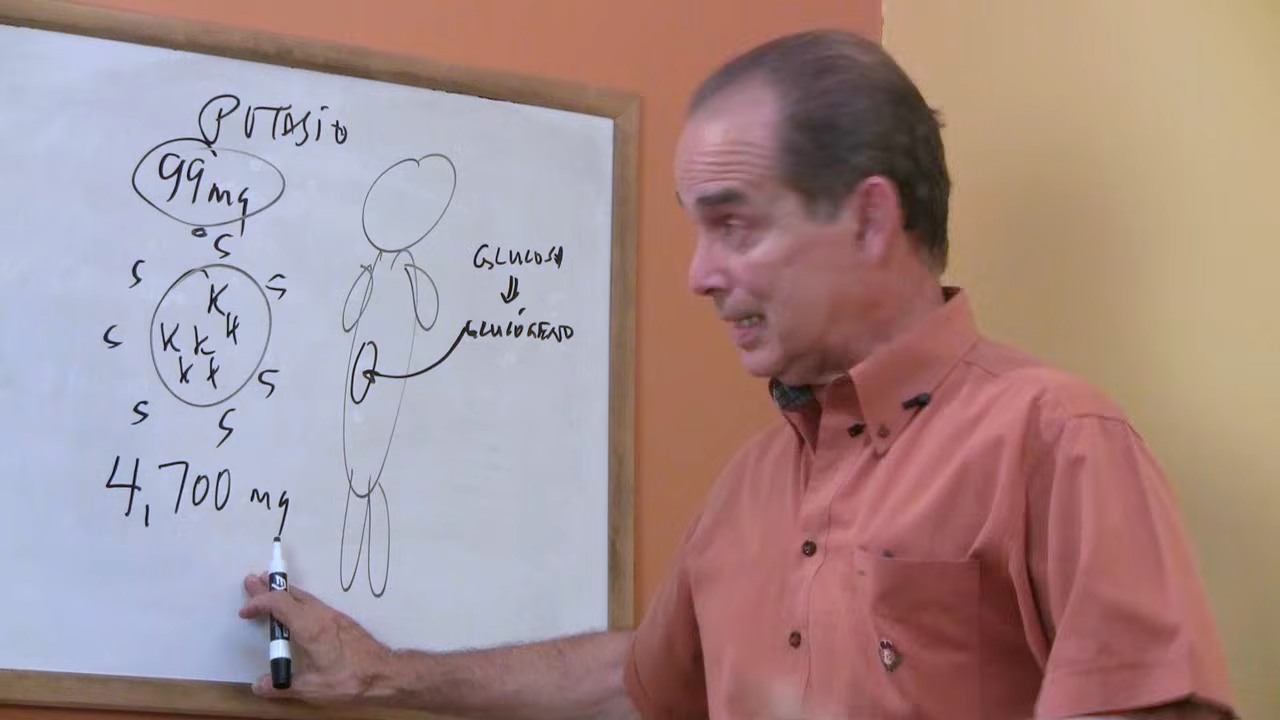 POTASIO
99mg
S
S S
K
K K K
S
K K
S
S
S
4,700 mg
GLUCOSA
GLUCÓGENO